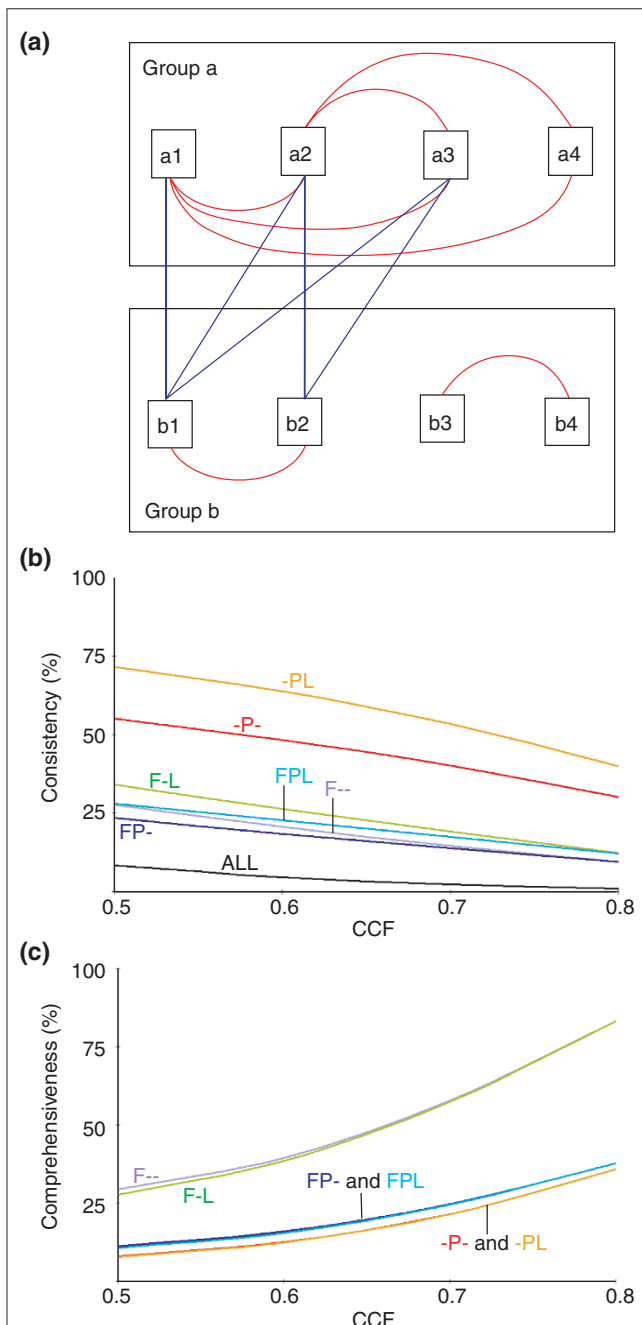 (a)
Group a
a1 a2 a3 a4
b1 b2 b3 b4
Group b
(b)
100
75
50
25
Consistency (%)
-PL
-P-
F-L
FPL
F--
FP-
ALL
0.5 0.6 0.7 0.8
CCF
(c)
100
75
50
25
Comprehensiveness (%)
F--
F-L
FP- and FPL
-P- and -PL
0.5 0.6 0.7 0.8
CCF